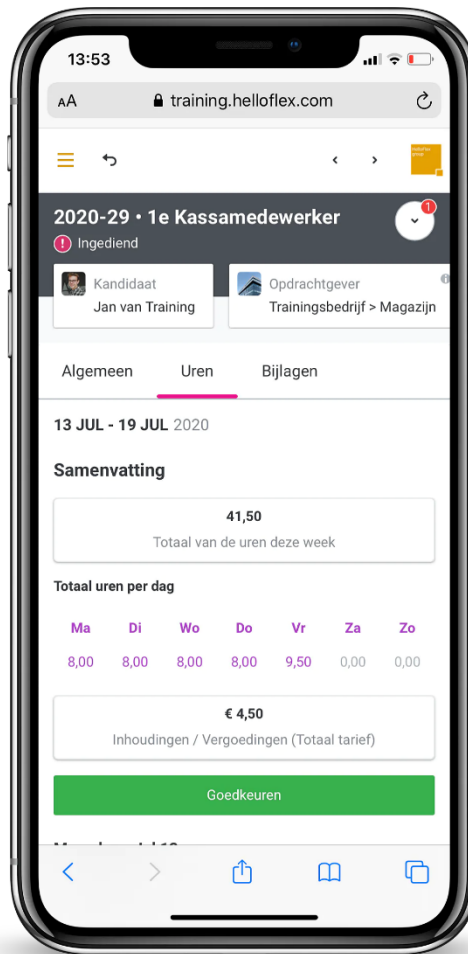 13:53
AA training.helloflex.com
2020-29 • 1e Kassamedewerker
1
! Ingediend
Kandidaat
Jan van Training
Opdrachtgever
Trainingsbedrijf > Magazijn
Algemeen Uren Bijlagen
13 JUL - 19 JUL 2020
Samenvatting
41,50
Totaal van de uren deze week
Totaal uren per dag
Ma Di Wo Do Vr Za Zo
8,00 8,00 8,00 8,00 9,50 0,00 0,00
€ 4,50
Inhoudingen / Vergoedingen (Totaal tarief)
Goedkeuren